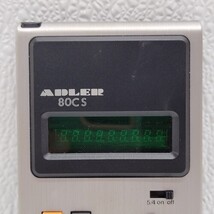 ADLER
80CS
5/4 on off